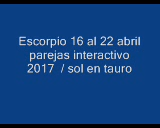 Escorpio 16 al 22 abril
parejas interactivo
2017  / sol en tauro